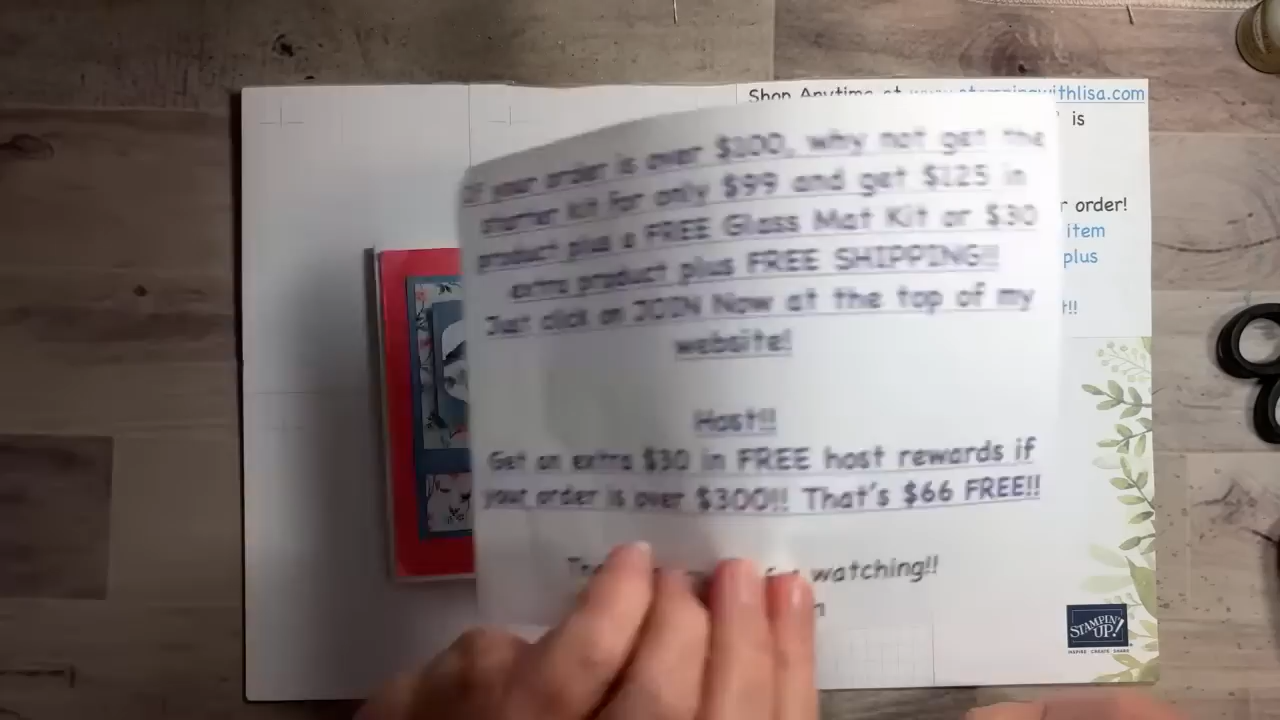 Shop Anytime at www.stampingwithlisa.com
is
r order!
item
plus
t!!
If your order is over $100, why not get the
starter kit for only $99 and get $125 in
product plus a FREE Glass Mat Kit or $30
extra product plus FREE SHIPPING!!
Just click on JOIN Now at the top of my
website!
Host!!
Get an extra $30 in FREE host rewards if
your order is over $300!! That's $66 FREE!!
watching!!
STAMPIN' UP!
INSPIRE · CREATE · SHARE